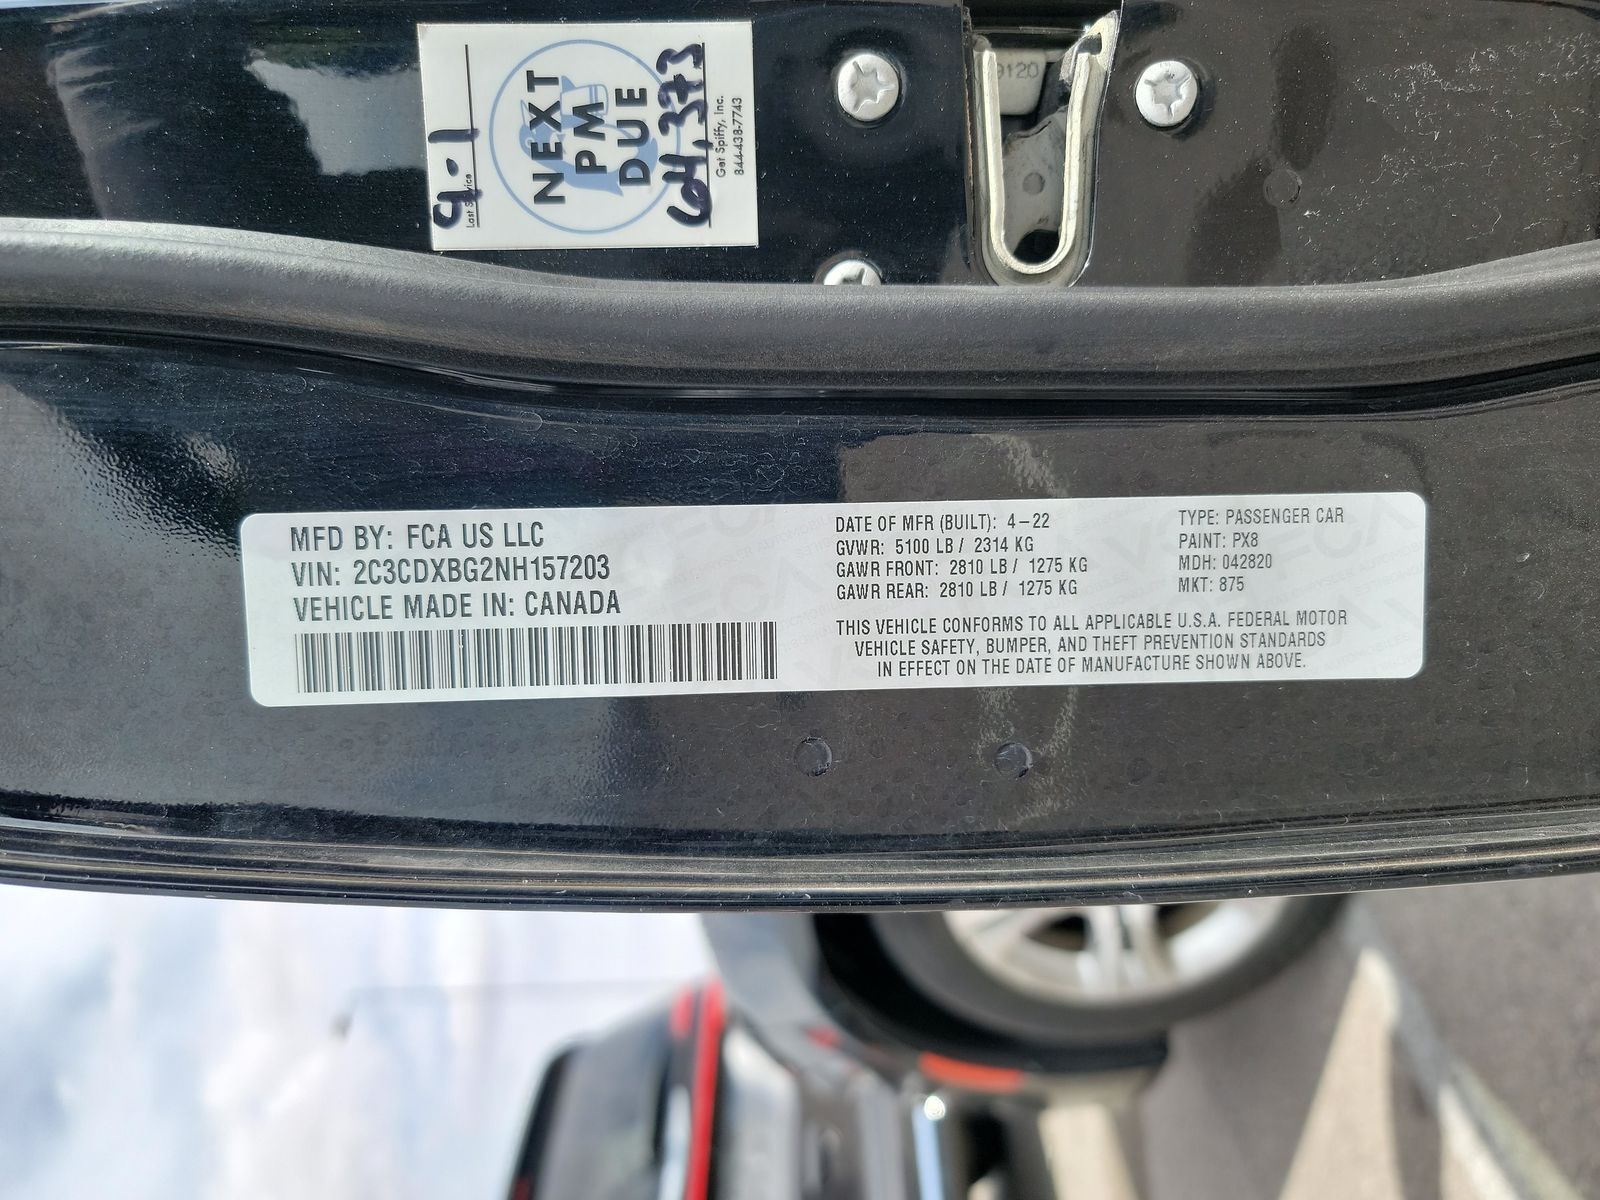 Last Service
9-1
NEXT
PM
DUE
64,373
Get Spiffy, Inc.
844-438-7743
9120
MFD BY: FCA US LLC
VIN: 2C3CDXBG2NH157203
VEHICLE MADE IN: CANADA
DATE OF MFR (BUILT): 4-22
GVWR: 5100 LB / 2314 KG
GAWR FRONT: 2810 LB / 1275 KG
GAWR REAR: 2810 LB / 1275 KG
TYPE: PASSENGER CAR
PAINT: PX8
MDH: 042820
MKT: 875
THIS VEHICLE CONFORMS TO ALL APPLICABLE U.S.A. FEDERAL MOTOR
VEHICLE SAFETY, BUMPER, AND THEFT PREVENTION STANDARDS
IN EFFECT ON THE DATE OF MANUFACTURE SHOWN ABOVE.